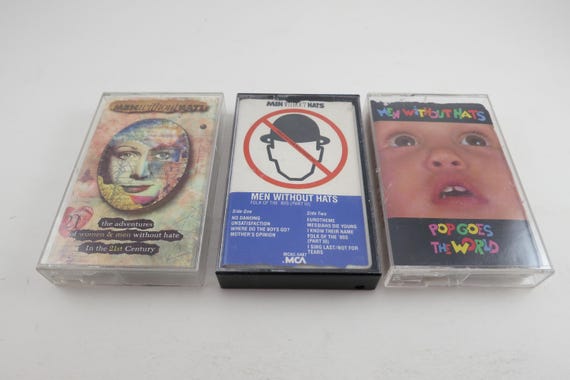 MEN without HATS
the adventures
of women & men without hate
In the 21st Century
MEN WITHOUT HATS
MEN WITHOUT HATS
FOLK OF THE '80S (PART III)
Side One
NO DANCING
UNSATISFACTION
WHERE DO THE BOYS GO?
MOTHER'S OPINION
Side Two
EUROTHEME
MESSIAHS DIE YOUNG
I KNOW THEIR NAME
FOLK OF THE '80S
(PART III)
I SING LAST/NOT FOR
TEARS
MCAC-5487
MCA
MEN WITHOUT HATS
POP GOES
THE WORLD